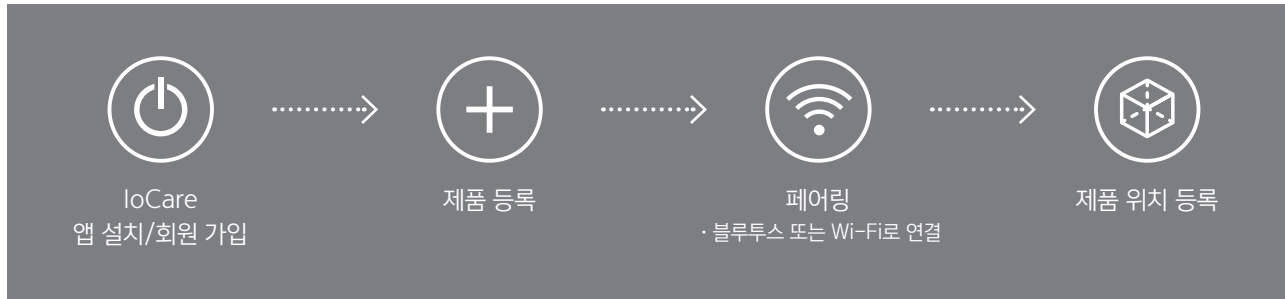 IoCare
앱 설치/회원 가입
제품 등록
페어링
· 블루투스 또는 Wi-Fi로 연결
제품 위치 등록